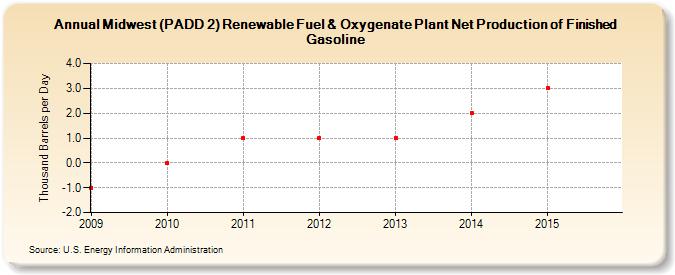 Annual Midwest (PADD 2) Renewable Fuel & Oxygenate Plant Net Production of Finished
Gasoline
Thousand Barrels per Day
4.0
3.0
2.0
1.0
0.0
-1.0
-2.0
2009 2010 2011 2012 2013 2014 2015
Source: U.S. Energy Information Administration